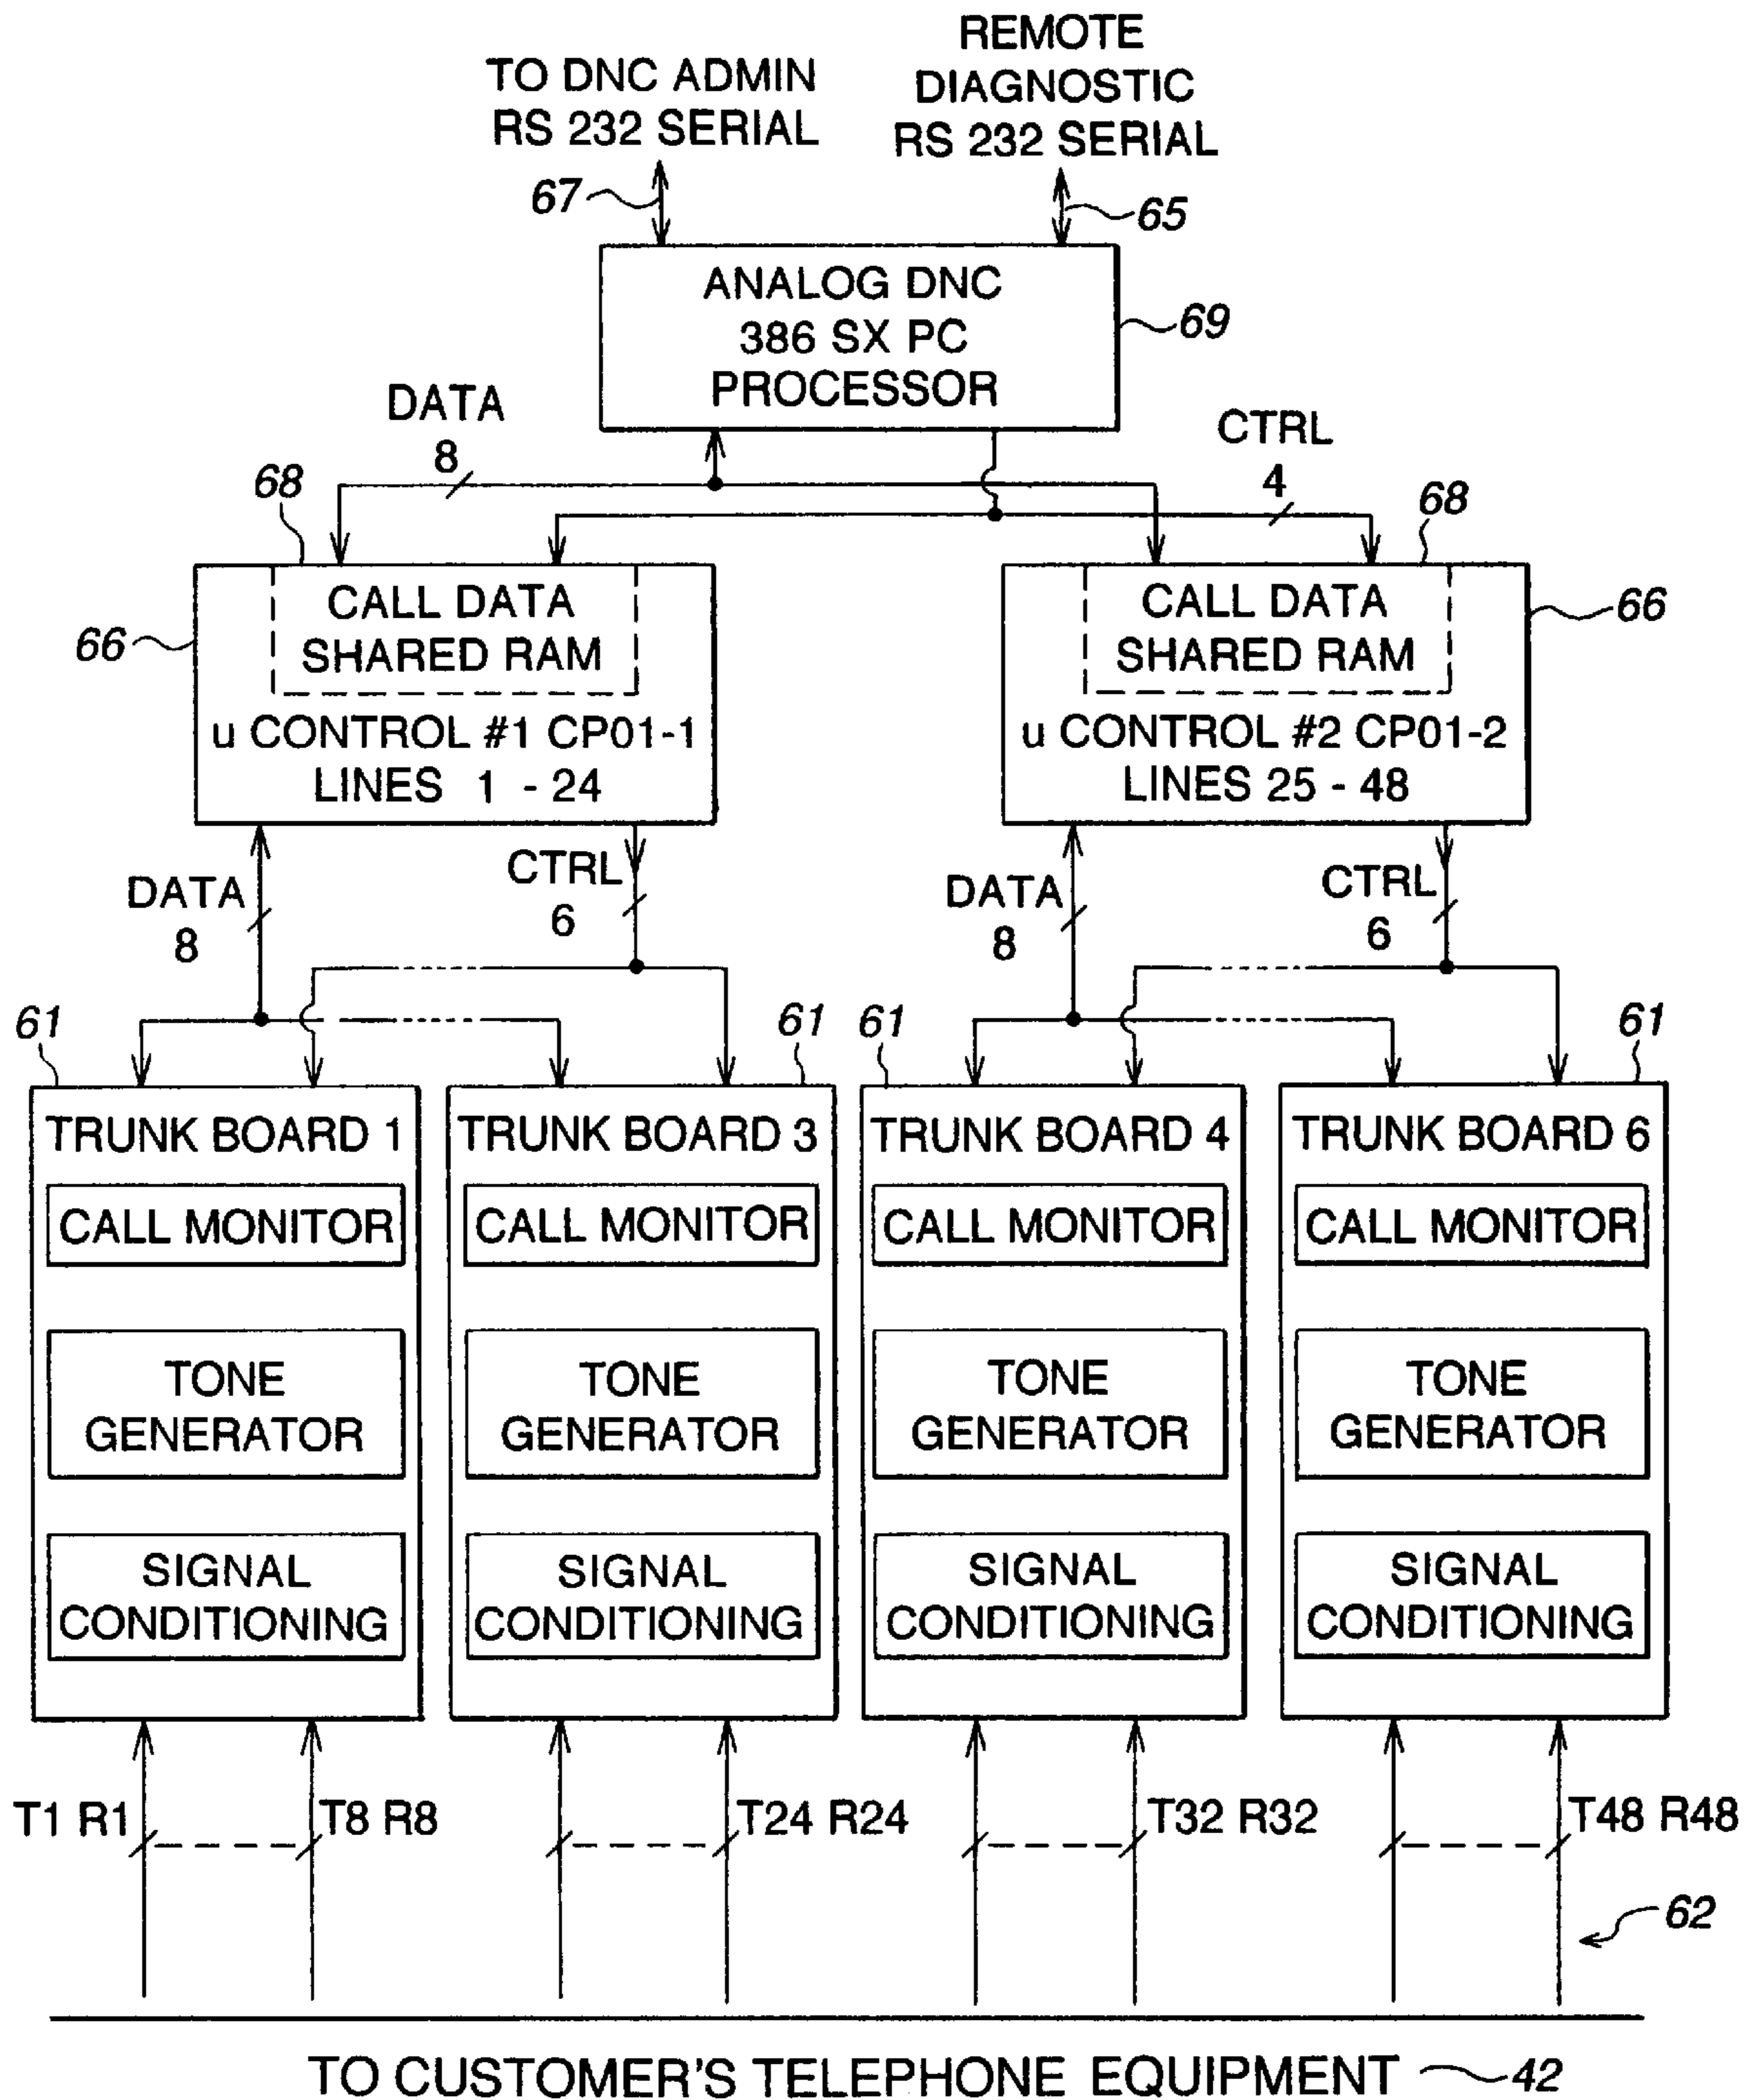 TO DNC ADMIN
RS 232 SERIAL
REMOTE
DIAGNOSTIC
RS 232 SERIAL
67
65
ANALOG DNC
386 SX PC
PROCESSOR
69
DATA
8
CTRL
4
68
68
CALL DATA
SHARED RAM
u CONTROL #1 CP01-1
LINES 1 - 24
66
CALL DATA
SHARED RAM
u CONTROL #2 CP01-2
LINES 25 - 48
66
DATA
8
CTRL
6
DATA
8
CTRL
6
61
61
61
61
TRUNK BOARD 1
CALL MONITOR
TONE
GENERATOR
SIGNAL
CONDITIONING
TRUNK BOARD 3
CALL MONITOR
TONE
GENERATOR
SIGNAL
CONDITIONING
TRUNK BOARD 4
CALL MONITOR
TONE
GENERATOR
SIGNAL
CONDITIONING
TRUNK BOARD 6
CALL MONITOR
TONE
GENERATOR
SIGNAL
CONDITIONING
T1 R1
T8 R8
T24 R24
T32 R32
T48 R48
62
TO CUSTOMER'S TELEPHONE EQUIPMENT 42